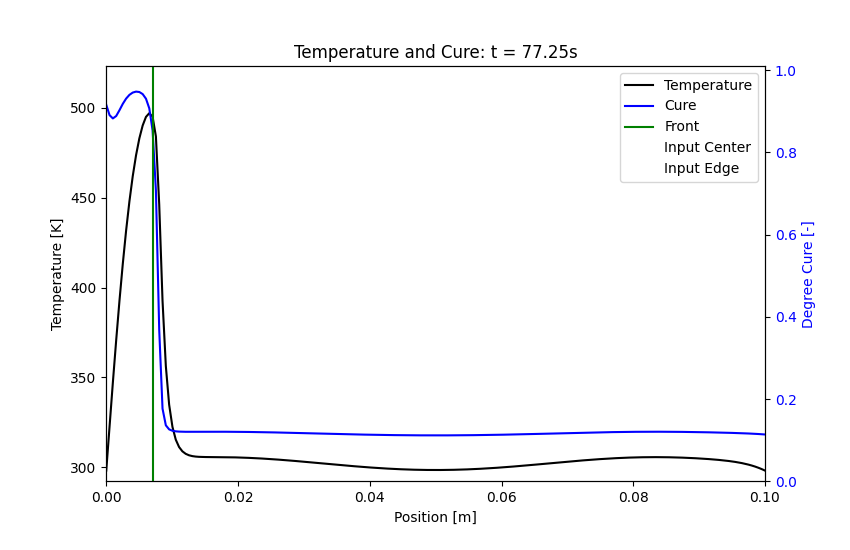 Temperature and Cure: t = 77.25s
Temperature
Cure
Front
Input Center
Input Edge
500
450
400
350
300
Temperature [K]
1.0
0.8
0.6
0.4
0.2
0.0
Degree Cure [-]
0.00 0.02 0.04 0.06 0.08 0.10
Position [m]